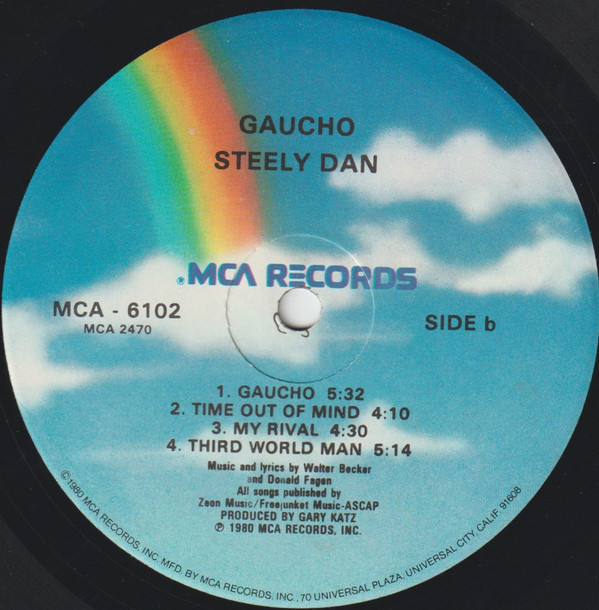 GAUCHO
STEELY DAN
®MCA RECORDS
MCA - 6102
MCA 2470
SIDE b
1. GAUCHO 5:32
2. TIME OUT OF MIND 4:10
3. MY RIVAL 4:30
4. THIRD WORLD MAN 5:14
Music and lyrics by Walter Becker
and Donald Fagen
All songs published by
Zeon Music/Freejunket Music-ASCAP
PRODUCED BY GARY KATZ
℗ 1980 MCA RECORDS, INC.
©1980 MCA RECORDS, INC. MFD. BY MCA RECORDS, INC., 70 UNIVERSAL PLAZA, UNIVERSAL CITY, CALIF. 91608